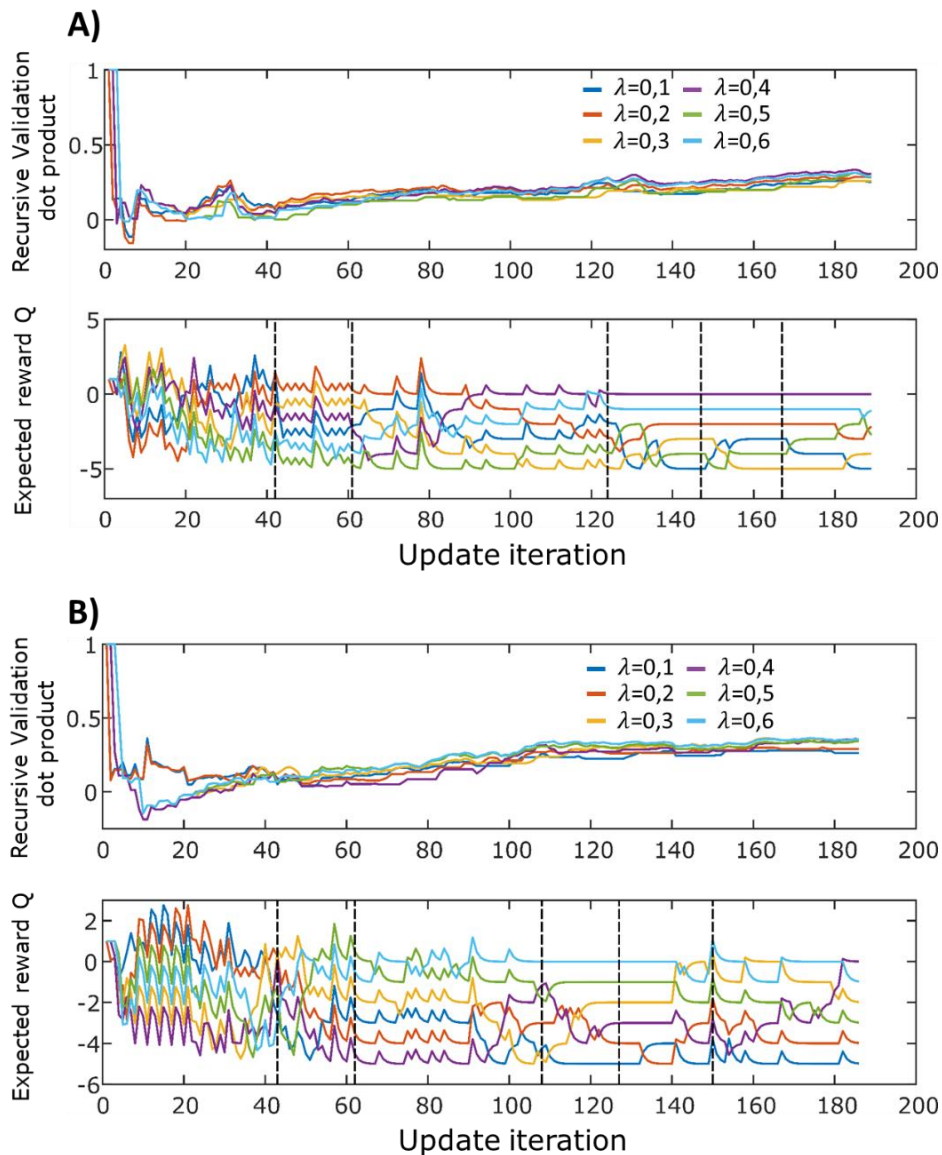 A)
Recursive Validation
dot product
1
0.5
0
λ=0,1 λ=0,4
λ=0,2 λ=0,5
λ=0,3 λ=0,6
0 20 40 60 80 100 120 140 160 180 200
Expected reward Q
5
0
-5
0 20 40 60 80 100 120 140 160 180 200
Update iteration
B)
Recursive Validation
dot product
1
0.5
0
λ=0,1 λ=0,4
λ=0,2 λ=0,5
λ=0,3 λ=0,6
0 20 40 60 80 100 120 140 160 180 200
Expected reward Q
2
0
-2
-4
-6
0 20 40 60 80 100 120 140 160 180 200
Update iteration